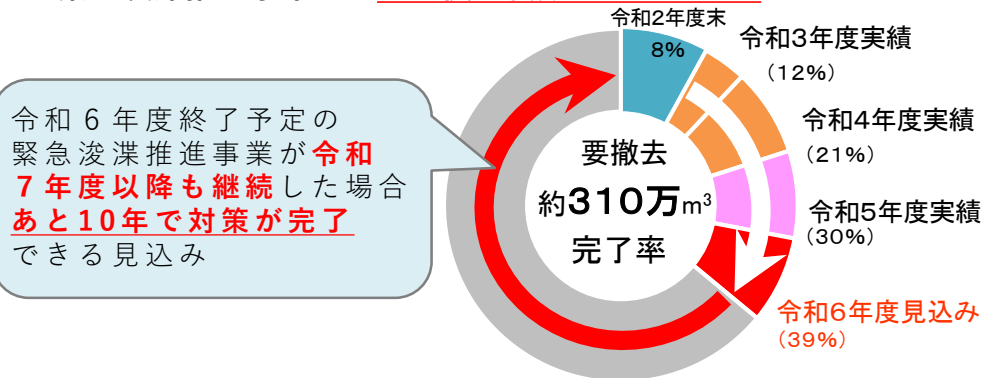 令和2年度末
8%
令和3年度実績
（12%）
令和4年度実績
（21%）
令和5年度実績
（30%）
令和6年度見込み
（39%）
要撤去
約310万m³
完了率
令和６年度終了予定の
緊急浚渫推進事業が令和
７年度以降も継続した場合
あと10年で対策が完了
できる見込み